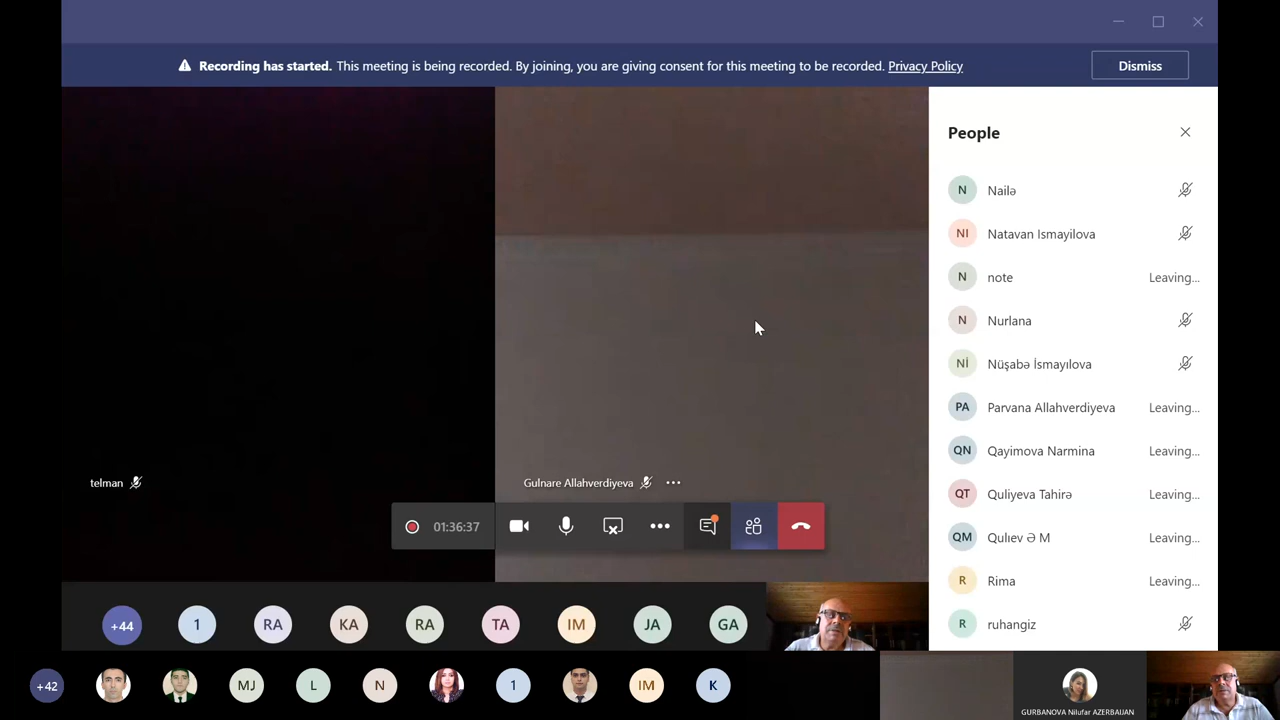 Recording has started. This meeting is being recorded. By joining, you are giving consent for this meeting to be recorded. Privacy Policy
Dismiss
People
N Nailə
NI Natavan Ismayilova
N note Leaving...
N Nurlana
Nİ Nüşabə İsmayılova
PA Parvana Allahverdiyeva Leaving...
QN Qayimova Narmina Leaving...
QT Quliyeva Tahirə Leaving...
QM Qulıev Ə M Leaving...
R Rima Leaving...
R ruhangiz
telman
Gulnare Allahverdiyeva
01:36:37
+44 1 RA KA RA TA IM JA GA
+42 MJ L N 1 IM K
GURBANOVA Nilufar AZERBAIJAN